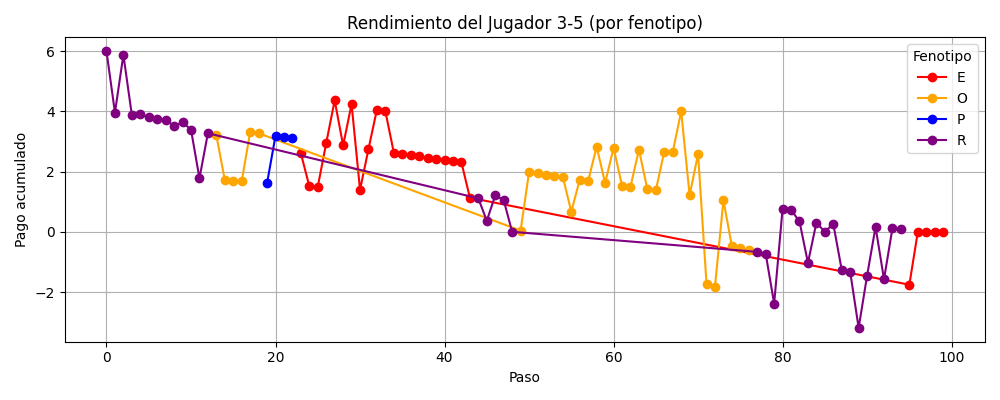 Rendimiento del Jugador 3-5 (por fenotipo)
Pago acumulado
6
4
2
0
−2
0
20
40
60
80
100
Paso
Fenotipo
E
O
P
R